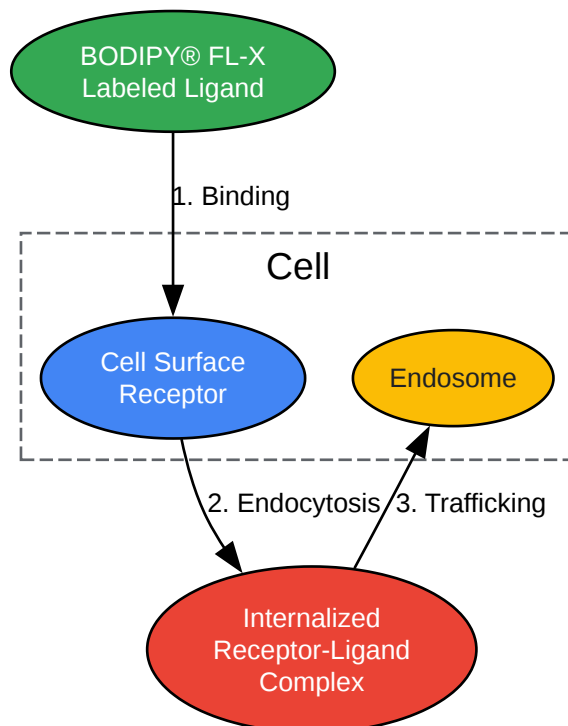 BODIPY® FL-X
Labeled Ligand
1. Binding
Cell
Cell Surface
Receptor
Endosome
2. Endocytosis
3. Trafficking
Internalized
Receptor-Ligand
Complex